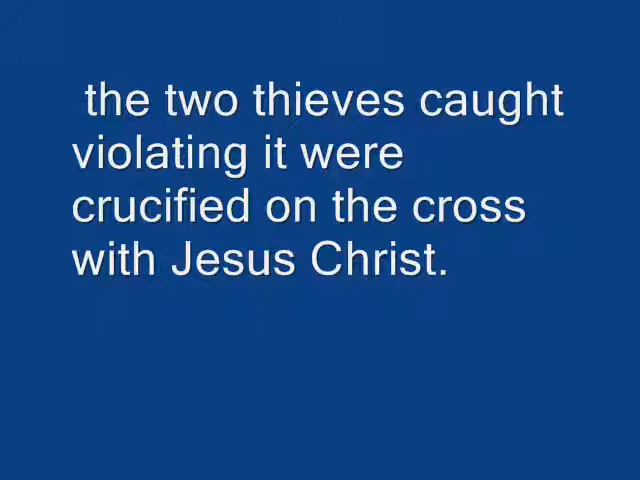 the two thieves caught
violating it were
crucified on the cross
with Jesus Christ.